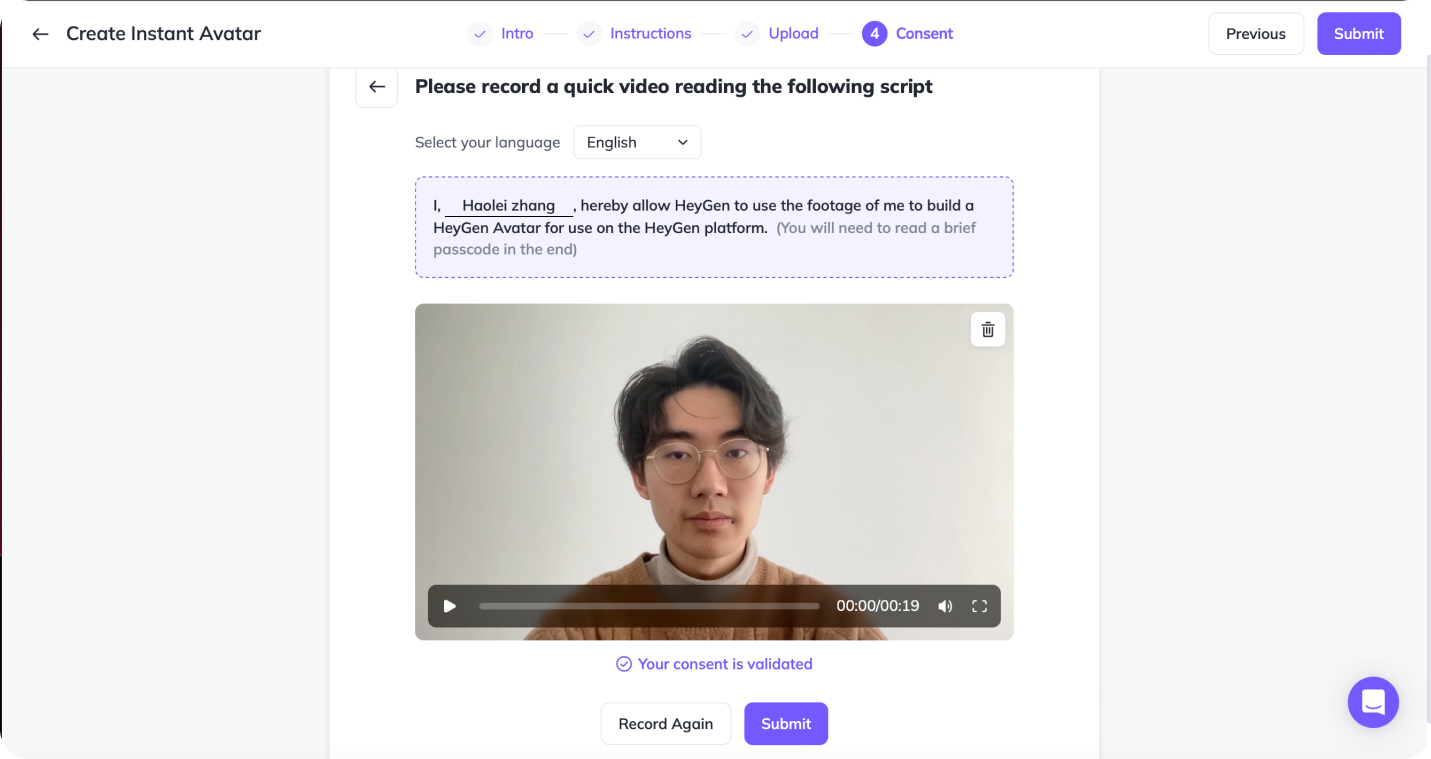 Create Instant Avatar
Intro
Instructions
Upload
4 Consent
Previous
Submit
Please record a quick video reading the following script
Select your language
English
I, Haolei zhang, hereby allow HeyGen to use the footage of me to build a
HeyGen Avatar for use on the HeyGen platform. (You will need to read a brief
passcode in the end)
00:00/00:19
Your consent is validated
Record Again
Submit